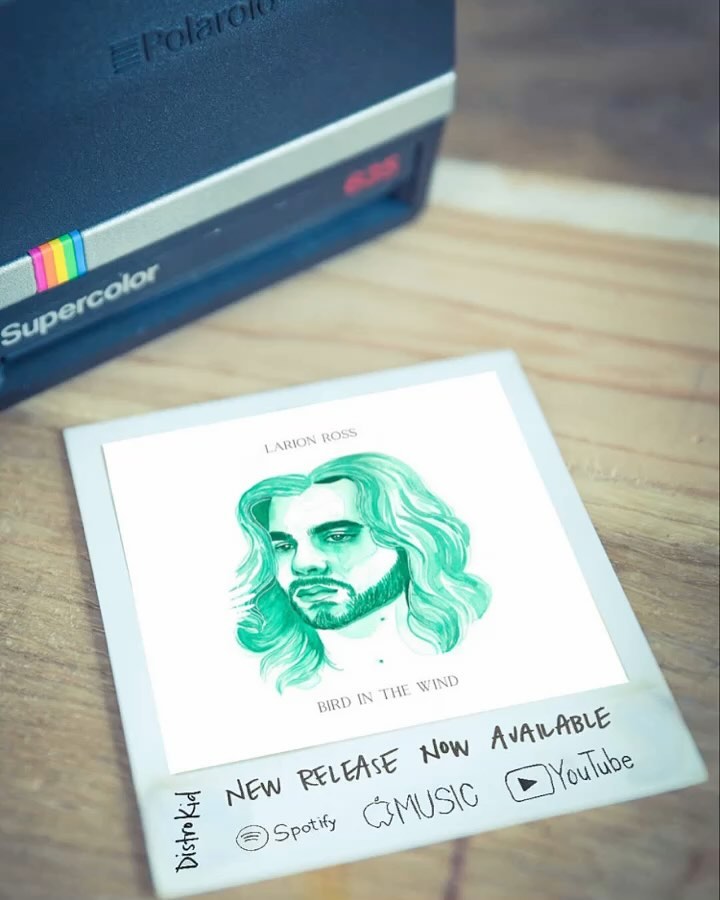 Polaroid
635
Supercolor
LARION ROSS
BIRD IN THE WIND
NEW RELEASE NOW AVAILABLE
DistroKid
Spotify
MUSIC
YouTube